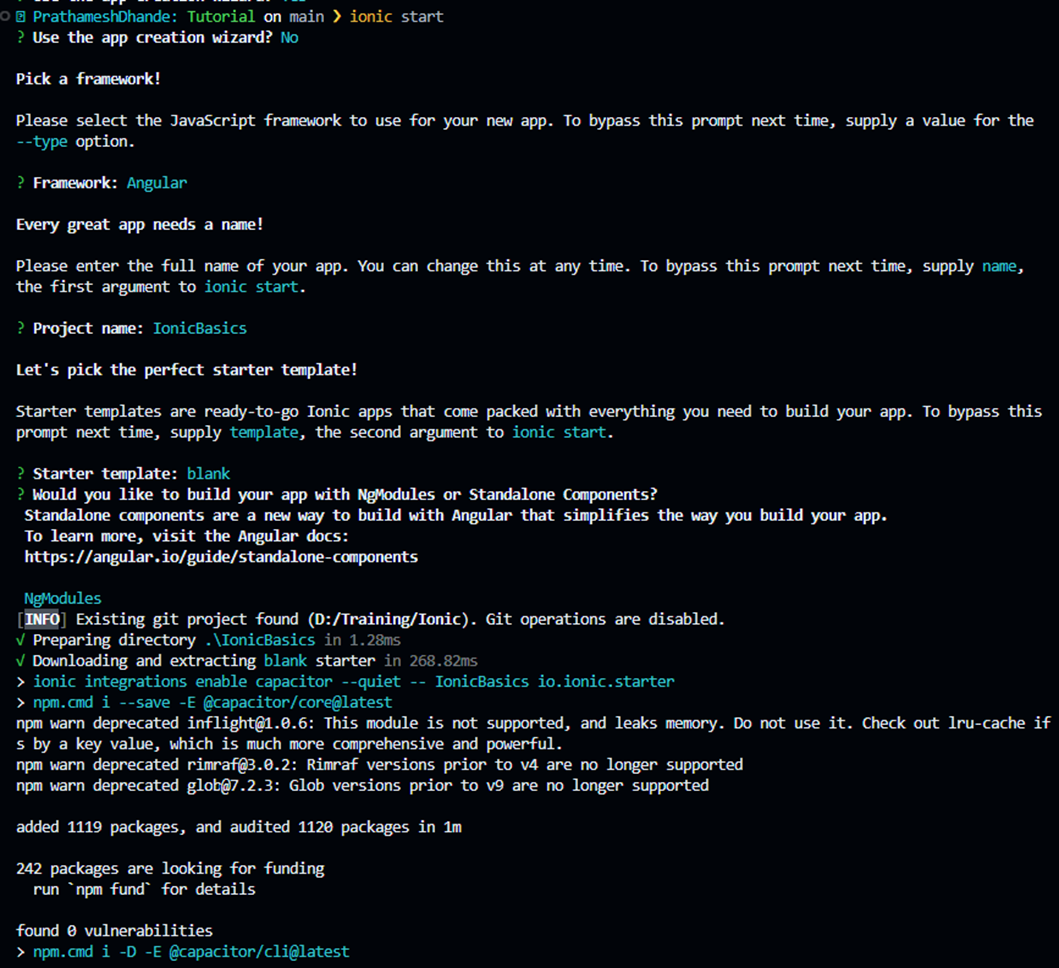 PrathameshDhande: Tutorial on main ❯ ionic start
? Use the app creation wizard? No
Pick a framework!
Please select the JavaScript framework to use for your new app. To bypass this prompt next time, supply a value for the
--type option.
? Framework: Angular
Every great app needs a name!
Please enter the full name of your app. You can change this at any time. To bypass this prompt next time, supply name,
the first argument to ionic start.
? Project name: IonicBasics
Let's pick the perfect starter template!
Starter templates are ready-to-go Ionic apps that come packed with everything you need to build your app. To bypass this
prompt next time, supply template, the second argument to ionic start.
? Starter template: blank
? Would you like to build your app with NgModules or Standalone Components?
Standalone components are a new way to build with Angular that simplifies the way you build your app.
To learn more, visit the Angular docs:
https://angular.io/guide/standalone-components
NgModules
[INFO] Existing git project found (D:/Training/Ionic). Git operations are disabled.
√ Preparing directory .\IonicBasics in 1.28ms
√ Downloading and extracting blank starter in 268.82ms
> ionic integrations enable capacitor --quiet -- IonicBasics io.ionic.starter
> npm.cmd i --save -E @capacitor/core@latest
npm warn deprecated inflight@1.0.6: This module is not supported, and leaks memory. Do not use it. Check out lru-cache if
s by a key value, which is much more comprehensive and powerful.
npm warn deprecated rimraf@3.0.2: Rimraf versions prior to v4 are no longer supported
npm warn deprecated glob@7.2.3: Glob versions prior to v9 are no longer supported
added 1119 packages, and audited 1120 packages in 1m
242 packages are looking for funding
run `npm fund` for details
found 0 vulnerabilities
> npm.cmd i -D -E @capacitor/cli@latest